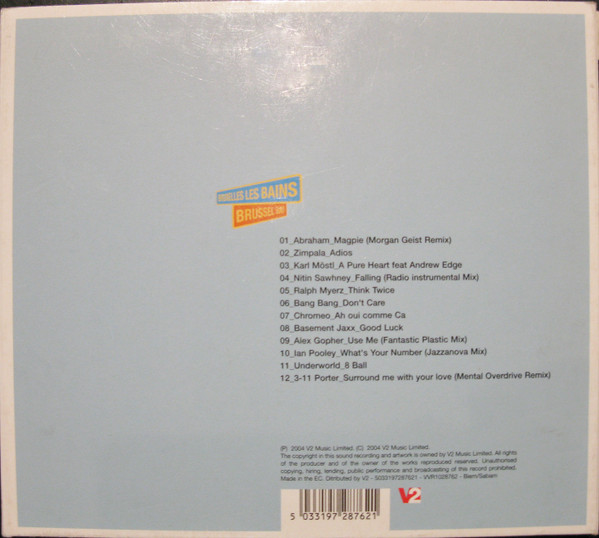 BRUXELLES LES BAINS
BRUSSEL BAD
01_Abraham_Magpie (Morgan Geist Remix)
02_Zimpala_Adios
03_Karl Möstl_A Pure Heart feat Andrew Edge
04_Nitin Sawhney_Falling (Radio instrumental Mix)
05_Ralph Myerz_Think Twice
06_Bang Bang_Don't Care
07_Chromeo_Ah oui comme Ca
08_Basement Jaxx_Good Luck
09_Alex Gopher_Use Me (Fantastic Plastic Mix)
10_Ian Pooley_What's Your Number (Jazzanova Mix)
11_Underworld_8 Ball
12_3-11 Porter_Surround me with your love (Mental Overdrive Remix)
(P) 2004 V2 Music Limited. (C) 2004 V2 Music Limited.
The copyright in this sound recording and artwork is owned by V2 Music Limited. All rights
of the producer and of the owner of the works reproduced reserved. Unauthorised
copying, hiring, lending, public performance and broadcasting of this record prohibited.
Made in the EC. Ditributed by V2 - 5033197287621 - VVR1028762 - Biem/Sabam
5 033197 287621
V2